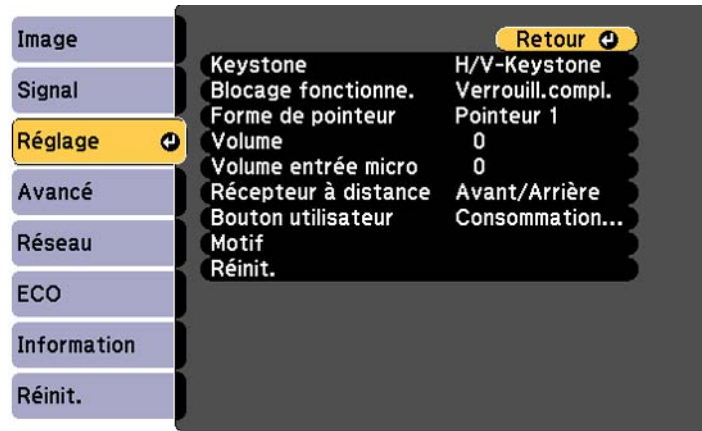 Image
Signal
Réglage
Avancé
Réseau
ECO
Information
Réinit.
Retour
Keystone H/V-Keystone
Blocage fonctionne. Verrouill.compl.
Forme de pointeur Pointeur 1
Volume 0
Volume entrée micro 0
Récepteur à distance Avant/Arrière
Bouton utilisateur Consommation...
Motif
Réinit.